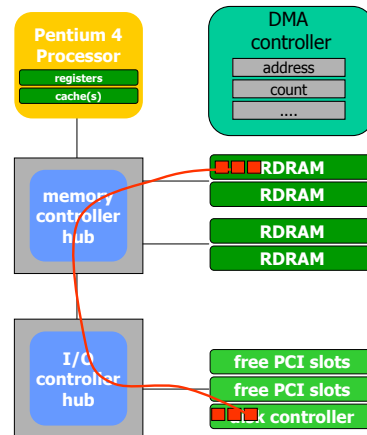 Pentium 4
Processor
registers
cache(s)
DMA
controller
address
count
....
memory
controller
hub
RDRAM
RDRAM
RDRAM
RDRAM
I/O
controller
hub
free PCI slots
free PCI slots
disk controller